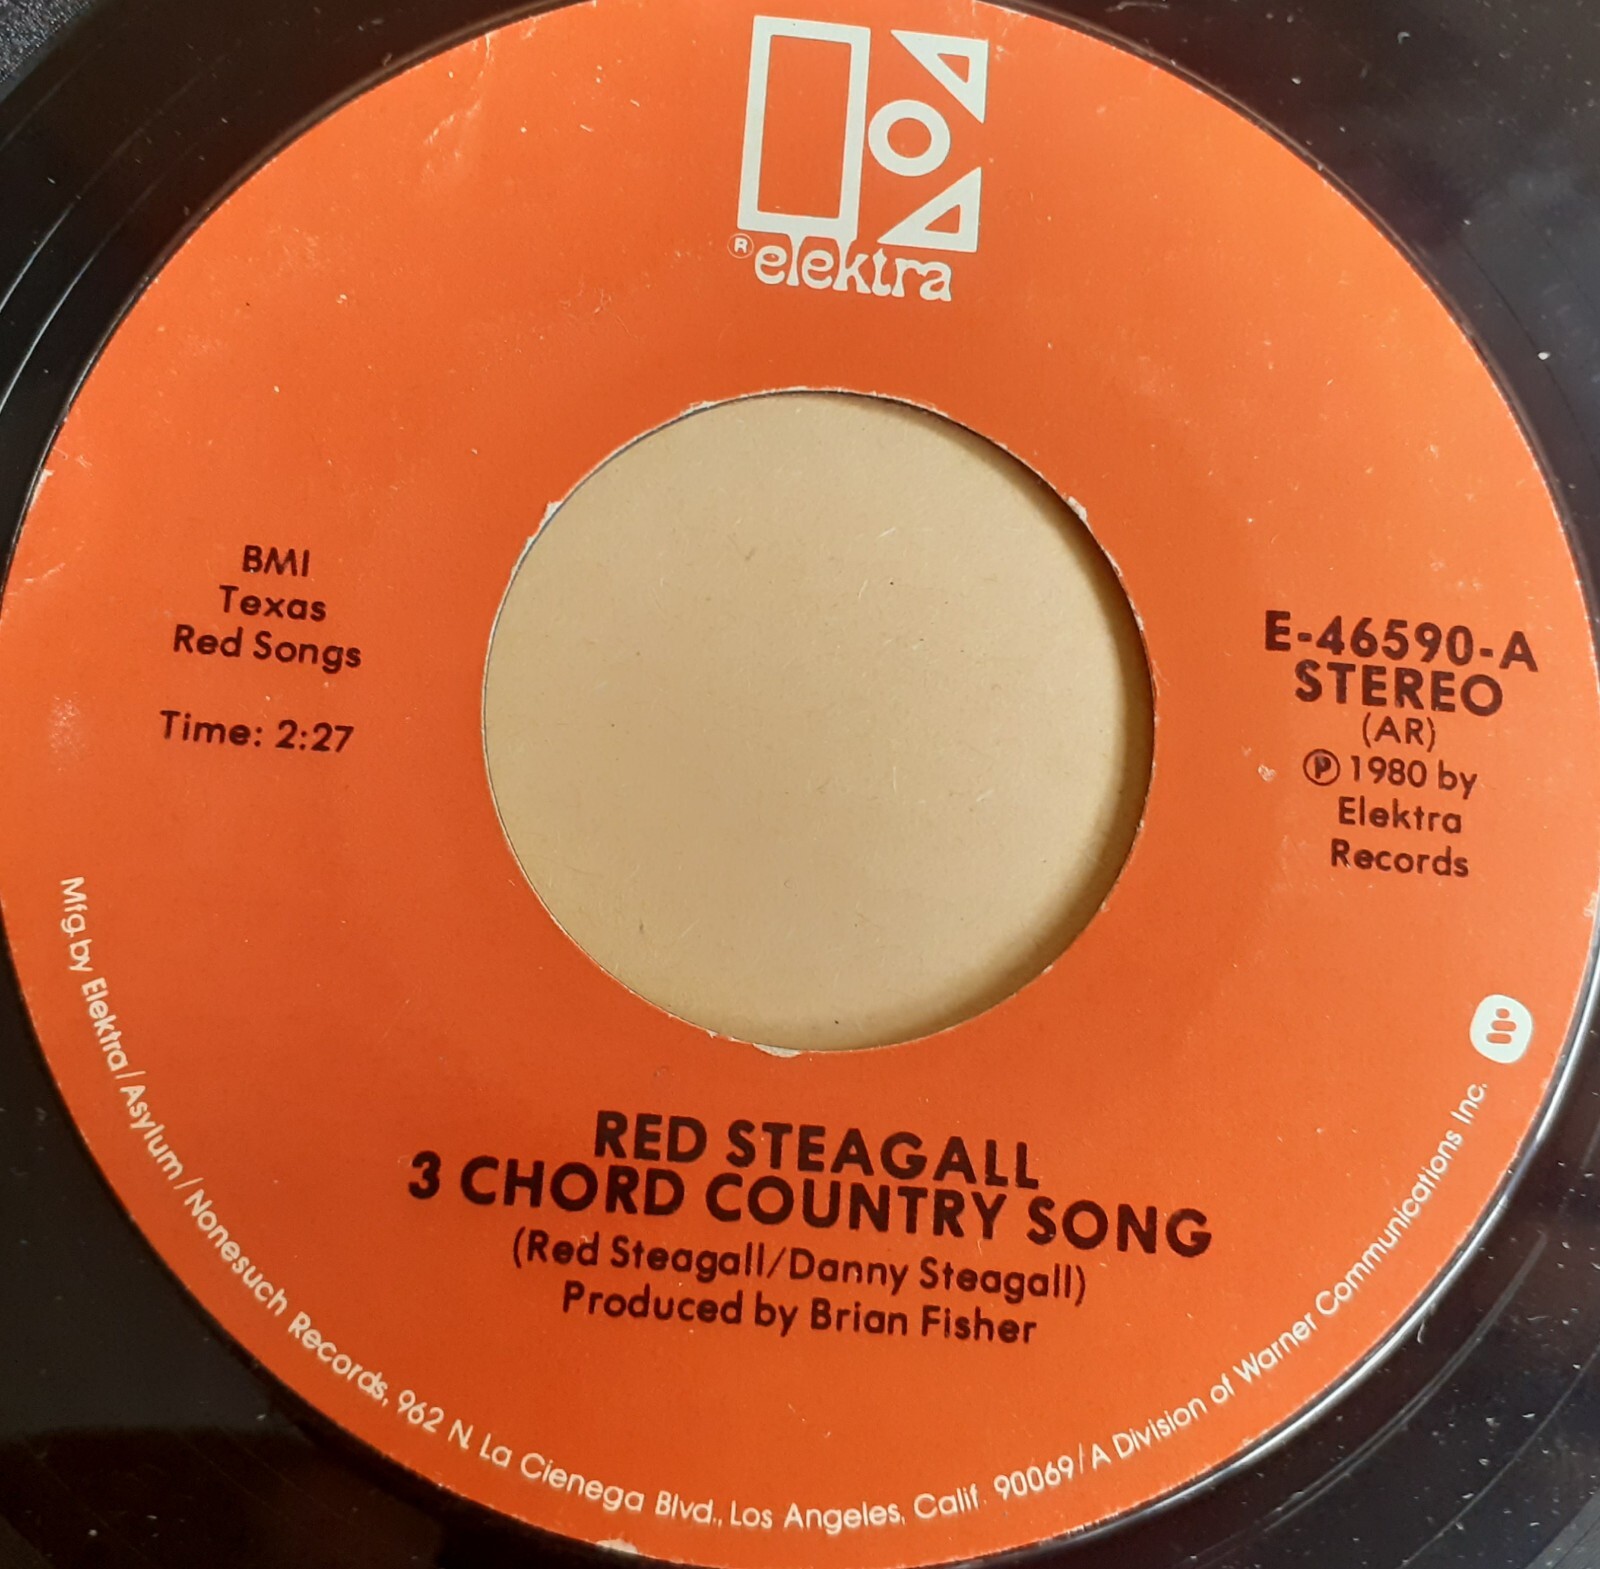 ® elektra
BMI
Texas
Red Songs
Time: 2:27
E-46590-A
STEREO
(AR)
℗ 1980 by
Elektra
Records
RED STEAGALL
3 CHORD COUNTRY SONG
(Red Steagall/Danny Steagall)
Produced by Brian Fisher
Mfg. by Elektra/Asylum/Nonesuch Records, 962 N. La Cienega Blvd., Los Angeles, Calif. 90069/A Division of Warner Communications Inc.